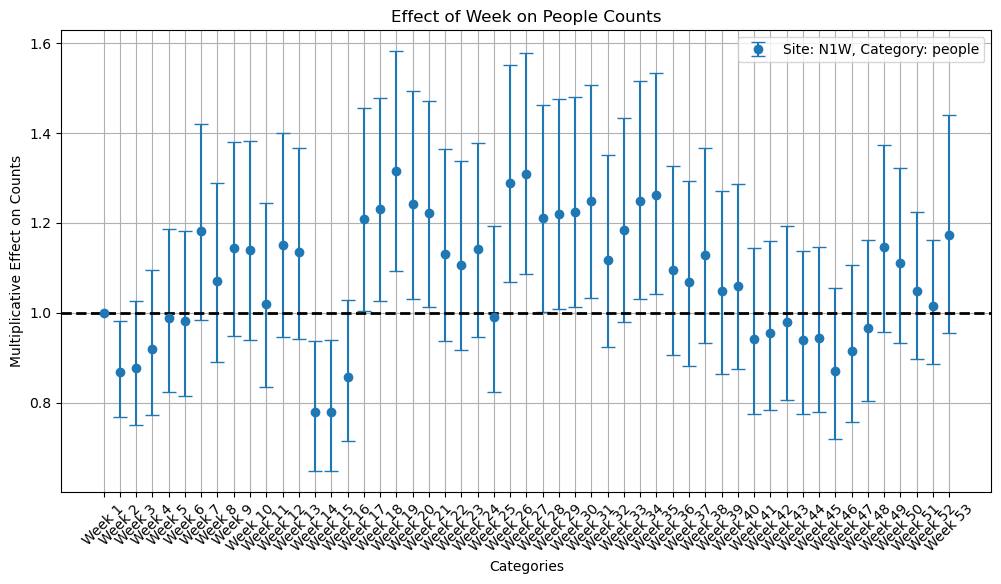 Effect of Week on People Counts
Site: N1W, Category: people
Multiplicative Effect on Counts
1.6
1.4
1.2
1.0
0.8
Week 1
Week 2
Week 3
Week 4
Week 5
Week 6
Week 7
Week 8
Week 9
Week 10
Week 11
Week 12
Week 13
Week 14
Week 15
Week 16
Week 17
Week 18
Week 19
Week 20
Week 21
Week 22
Week 23
Week 24
Week 25
Week 26
Week 27
Week 28
Week 29
Week 30
Week 31
Week 32
Week 33
Week 34
Week 35
Week 36
Week 37
Week 38
Week 39
Week 40
Week 41
Week 42
Week 43
Week 44
Week 45
Week 46
Week 47
Week 48
Week 49
Week 50
Week 51
Week 52
Week 53
Categories